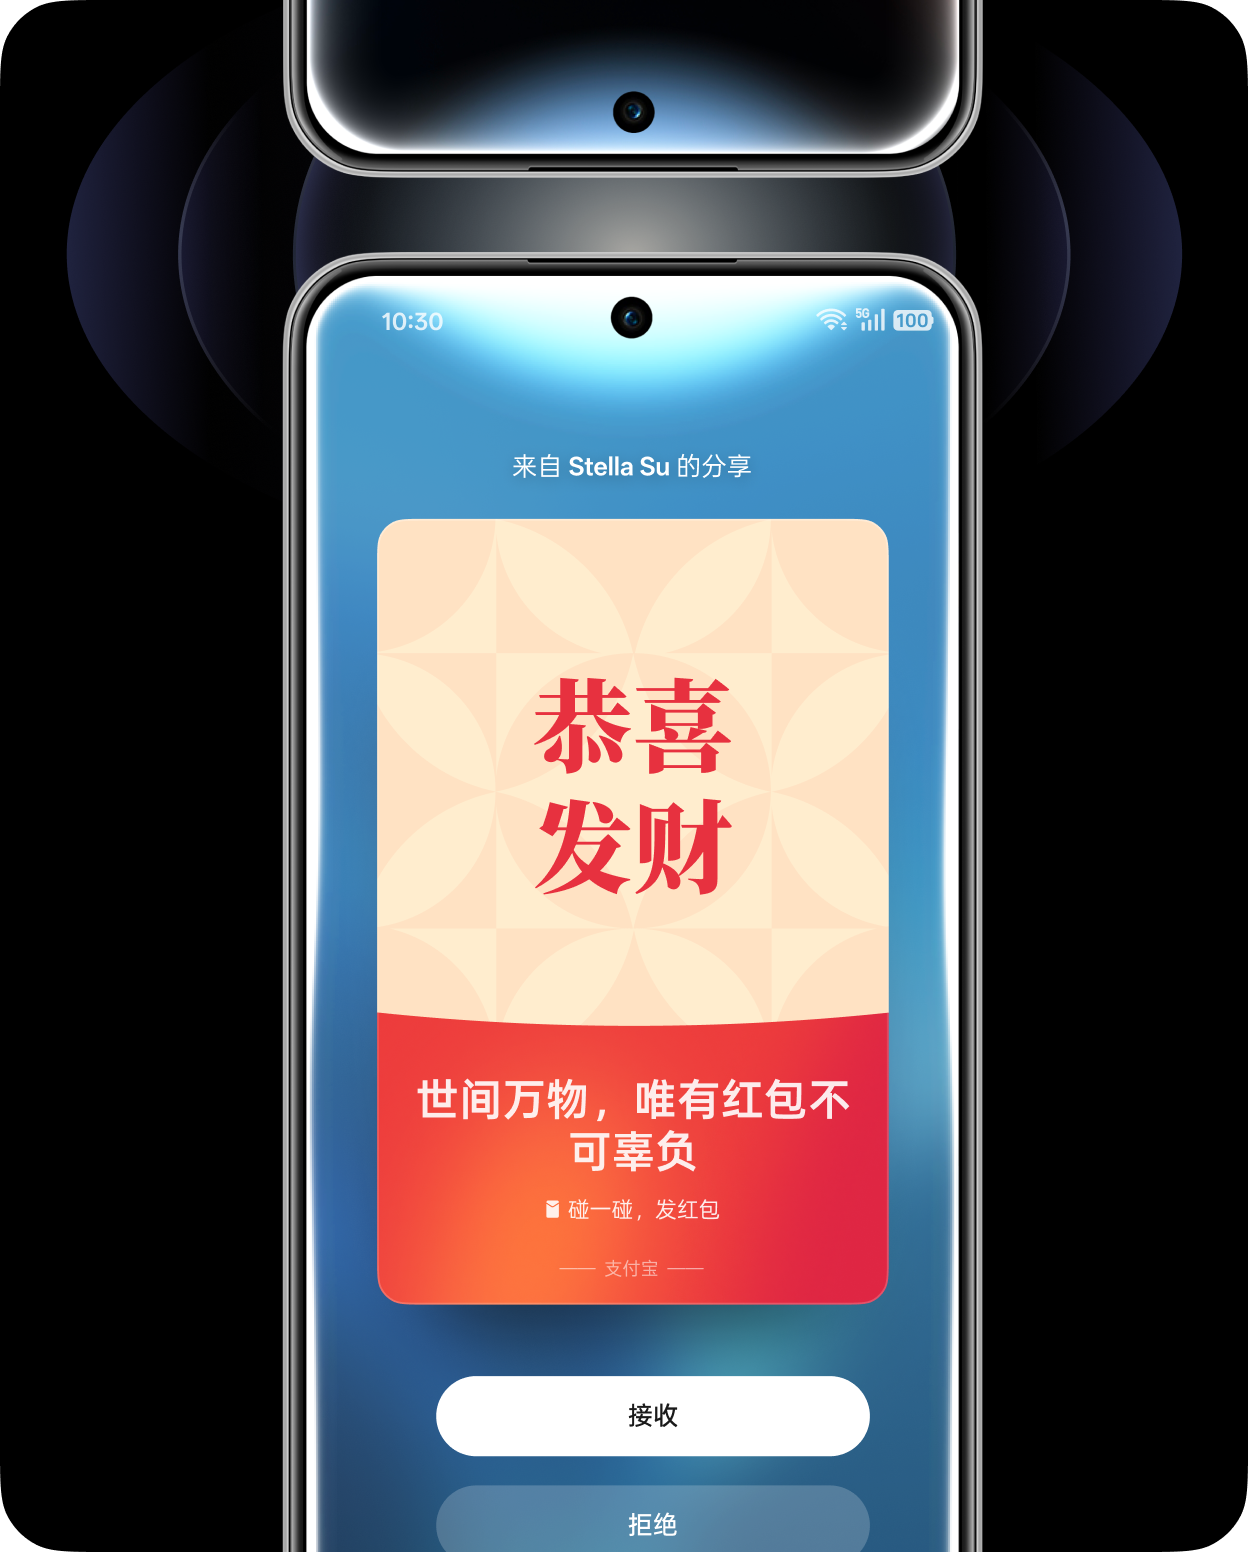 10:30
5G
100
来自 Stella Su 的分享
恭喜
发财
世间万物，唯有红包不
可辜负
碰一碰，发红包
支付宝
接收
拒绝